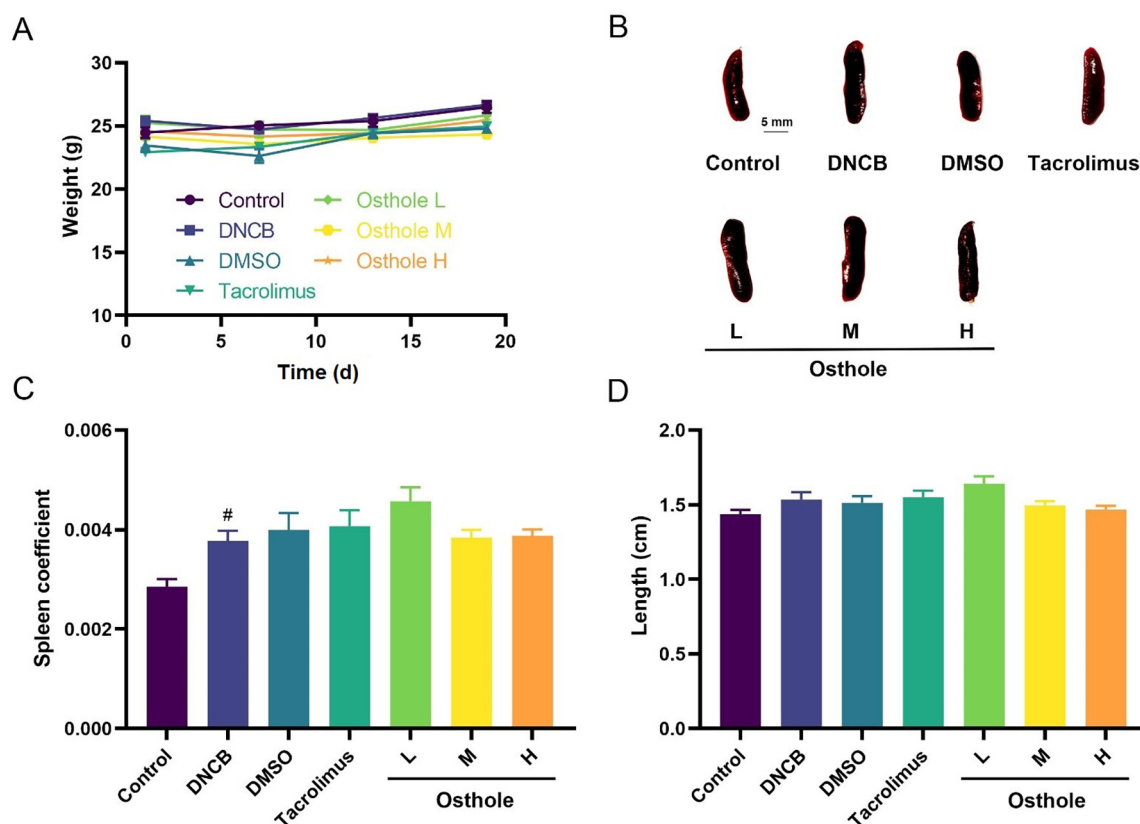 A
30
25
20
15
10
Weight (g)
0 5 10 15 20
Time (d)
Control
DNCB
DMSO
Tacrolimus
Osthole L
Osthole M
Osthole H
B
5 mm
Control DNCB DMSO Tacrolimus
L M H
Osthole
C
0.006
0.004
0.002
0.000
Spleen coefficient
#
Control DNCB DMSO Tacrolimus L M H
Osthole
D
2.0
1.5
1.0
0.5
0.0
Length (cm)
Control DNCB DMSO Tacrolimus L M H
Osthole